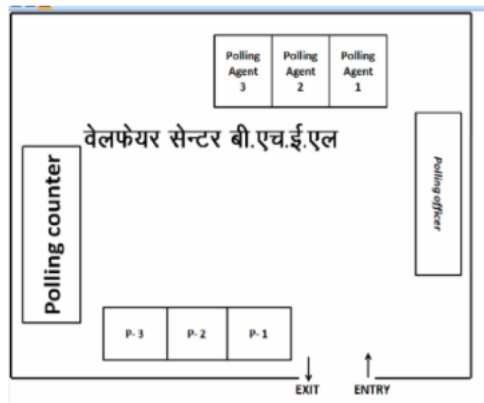 Polling Agent 3
Polling Agent 2
Polling Agent 1
वेलफेयर सेन्टर बी.एच.ई.एल
Polling counter
Polling officer
P- 3
P- 2
P- 1
EXIT
ENTRY